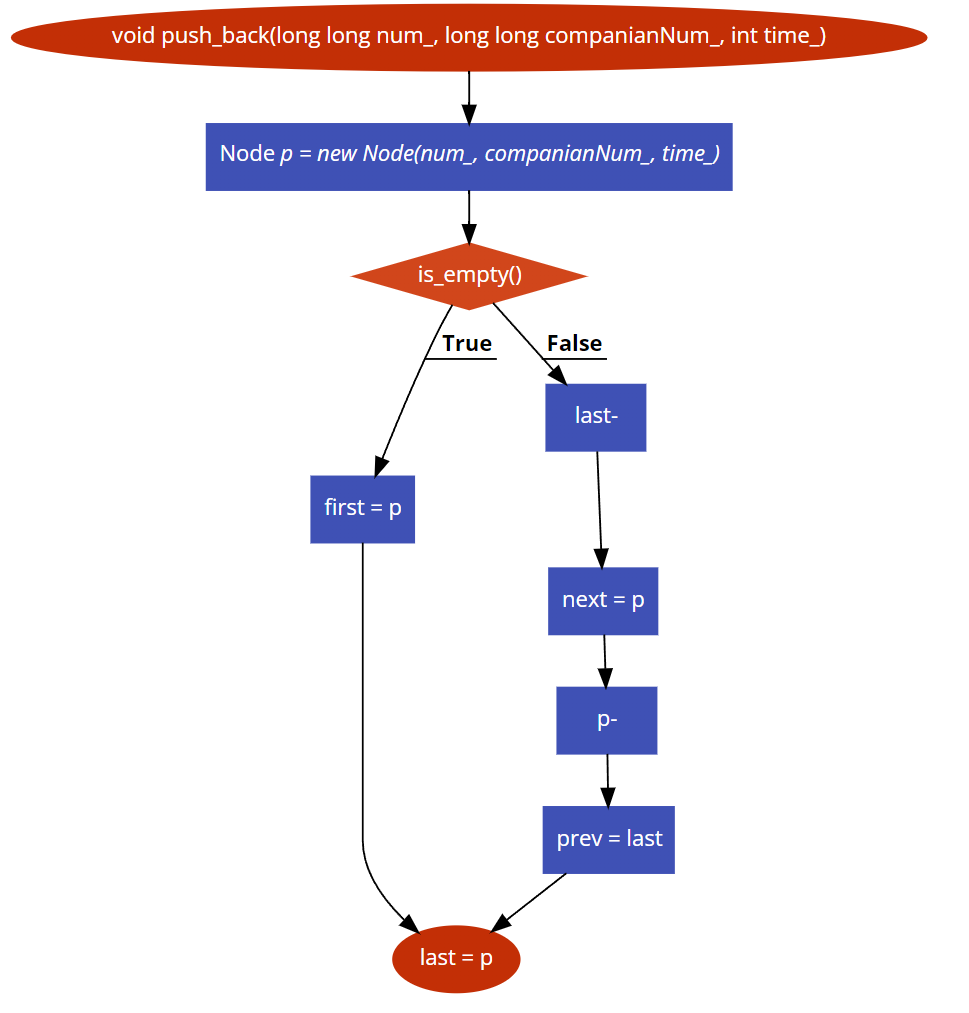 void push_back(long long num_, long long companianNum_, int time_)
Node p = new Node(num_, companianNum_, time_)
is_empty()
True
False
last-
first = p
next = p
p-
prev = last
last = p